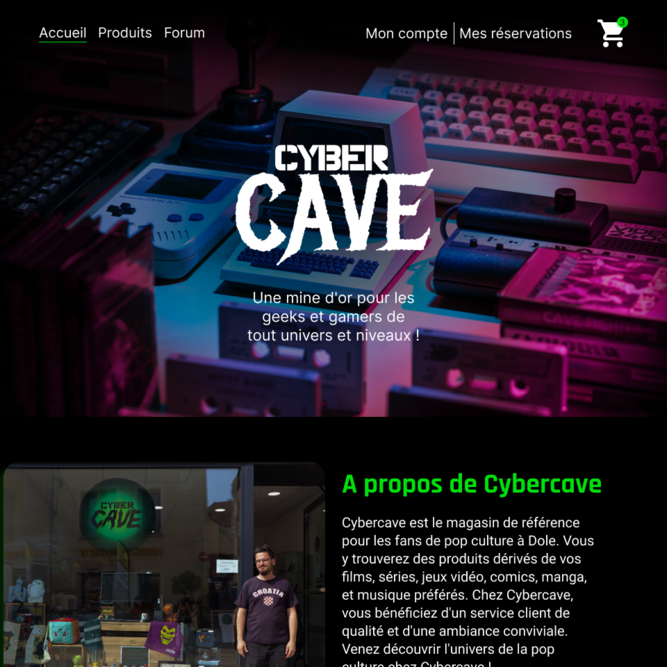 Accueil Produits Forum
Mon compte Mes réservations
3
CYBER
CAVE
Une mine d'or pour les
geeks et gamers de
tout univers et niveaux !
A propos de Cybercave
Cybercave est le magasin de référence
pour les fans de pop culture à Dole. Vous
y trouverez des produits dérivés de vos
films, séries, jeux vidéo, comics, manga,
et musique préférés. Chez Cybercave,
vous bénéficiez d'un service client de
qualité et d'une ambiance conviviale.
Venez découvrir l'univers de la pop
culture chez Cybercave !
CYBER
CAVE
CROATIA